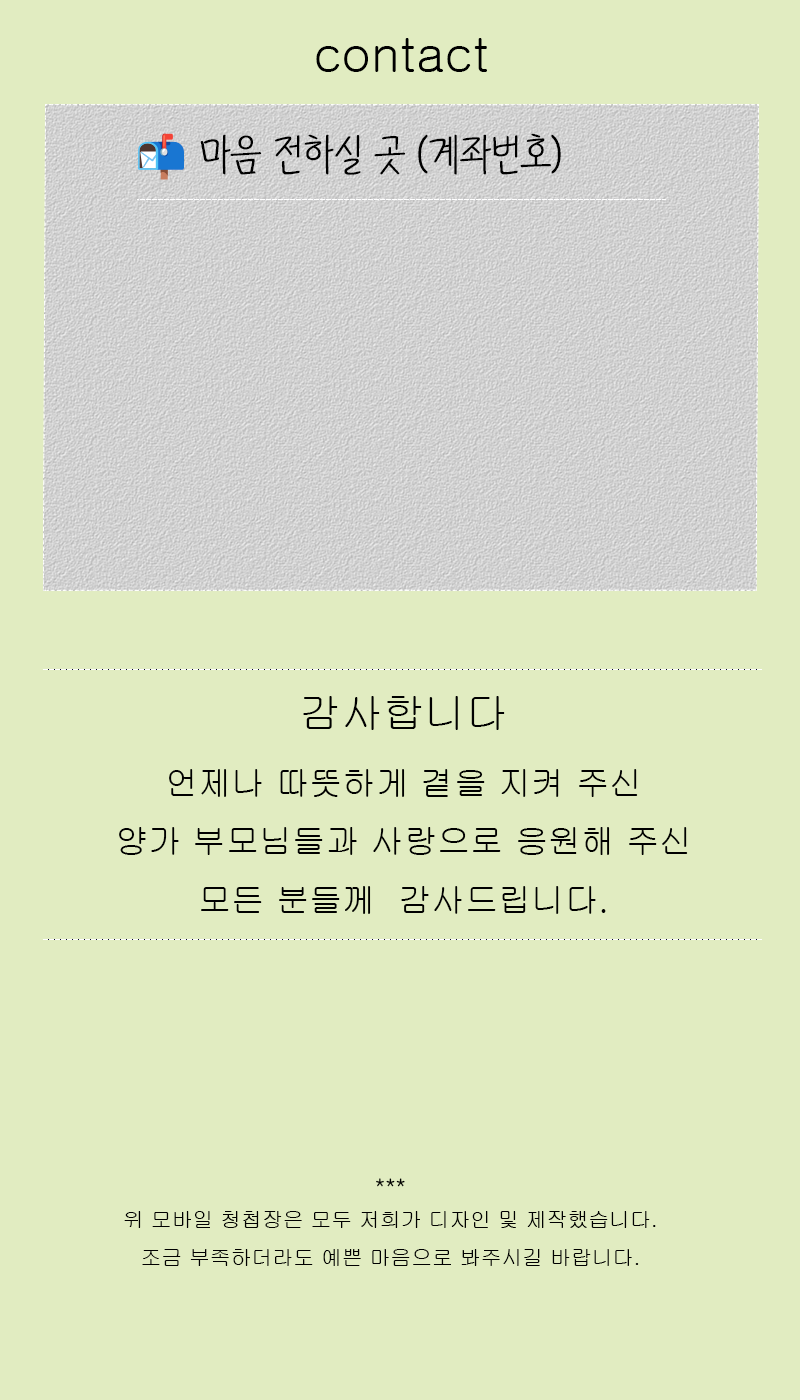 contact
📬 마음 전하실 곳 (계좌번호)
감사합니다
언제나 따뜻하게 곁을 지켜 주신
양가 부모님들과 사랑으로 응원해 주신
모든 분들께  감사드립니다.
***
위 모바일 청첩장은 모두 저희가 디자인 및 제작했습니다.
조금 부족하더라도 예쁜 마음으로 봐주시길 바랍니다.